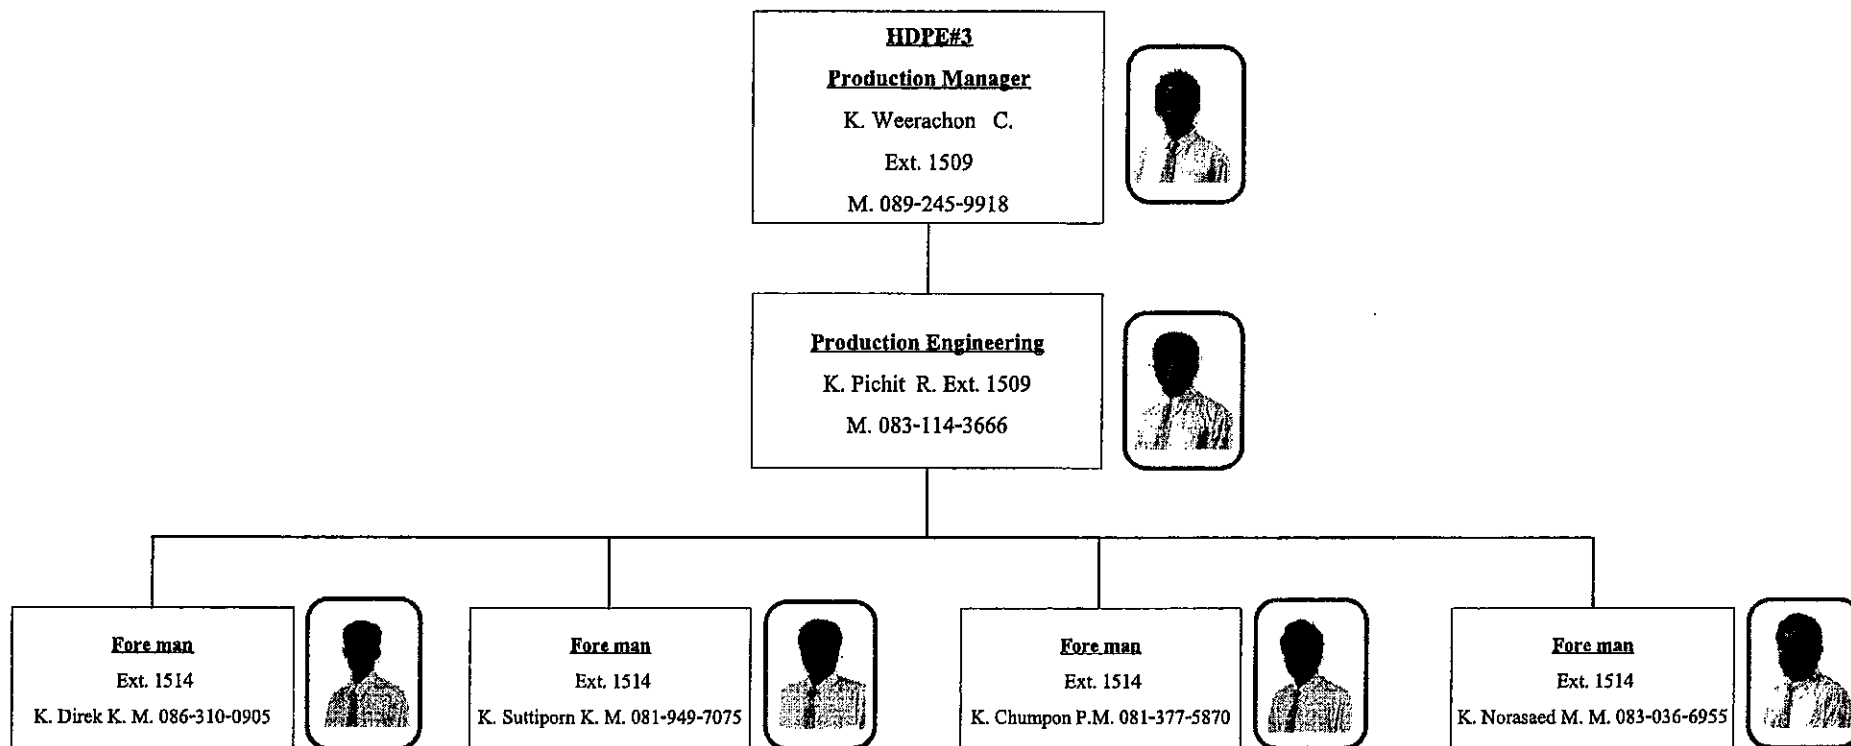 HDPE#3
Production Manager
K. Weerachon C.
Ext. 1509
M. 089-245-9918
Production Engineering
K. Pichit R. Ext. 1509
M. 083-114-3666
Fore man
Ext. 1514
K. Direk K. M. 086-310-0905
Fore man
Ext. 1514
K. Suttiporn K. M. 081-949-7075
Fore man
Ext. 1514
K. Chumpon P.M. 081-377-5870
Fore man
Ext. 1514
K. Norasaed M. M. 083-036-6955